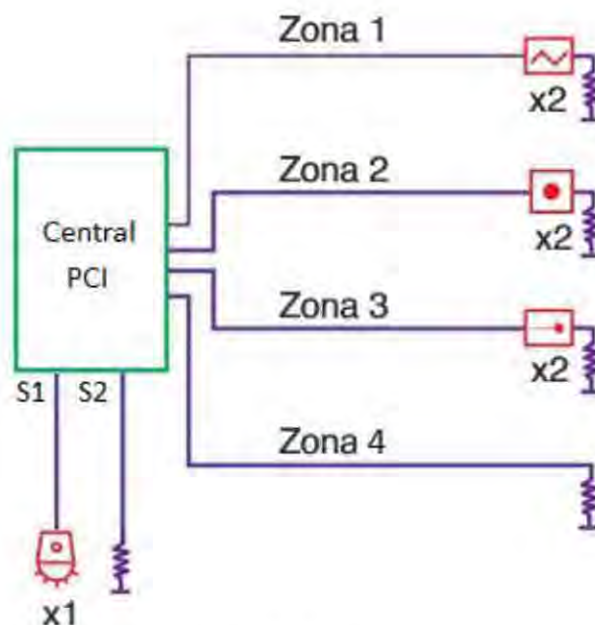 Zona 1
x2
Zona 2
x2
Central
PCI
Zona 3
x2
S1 S2
Zona 4
x1